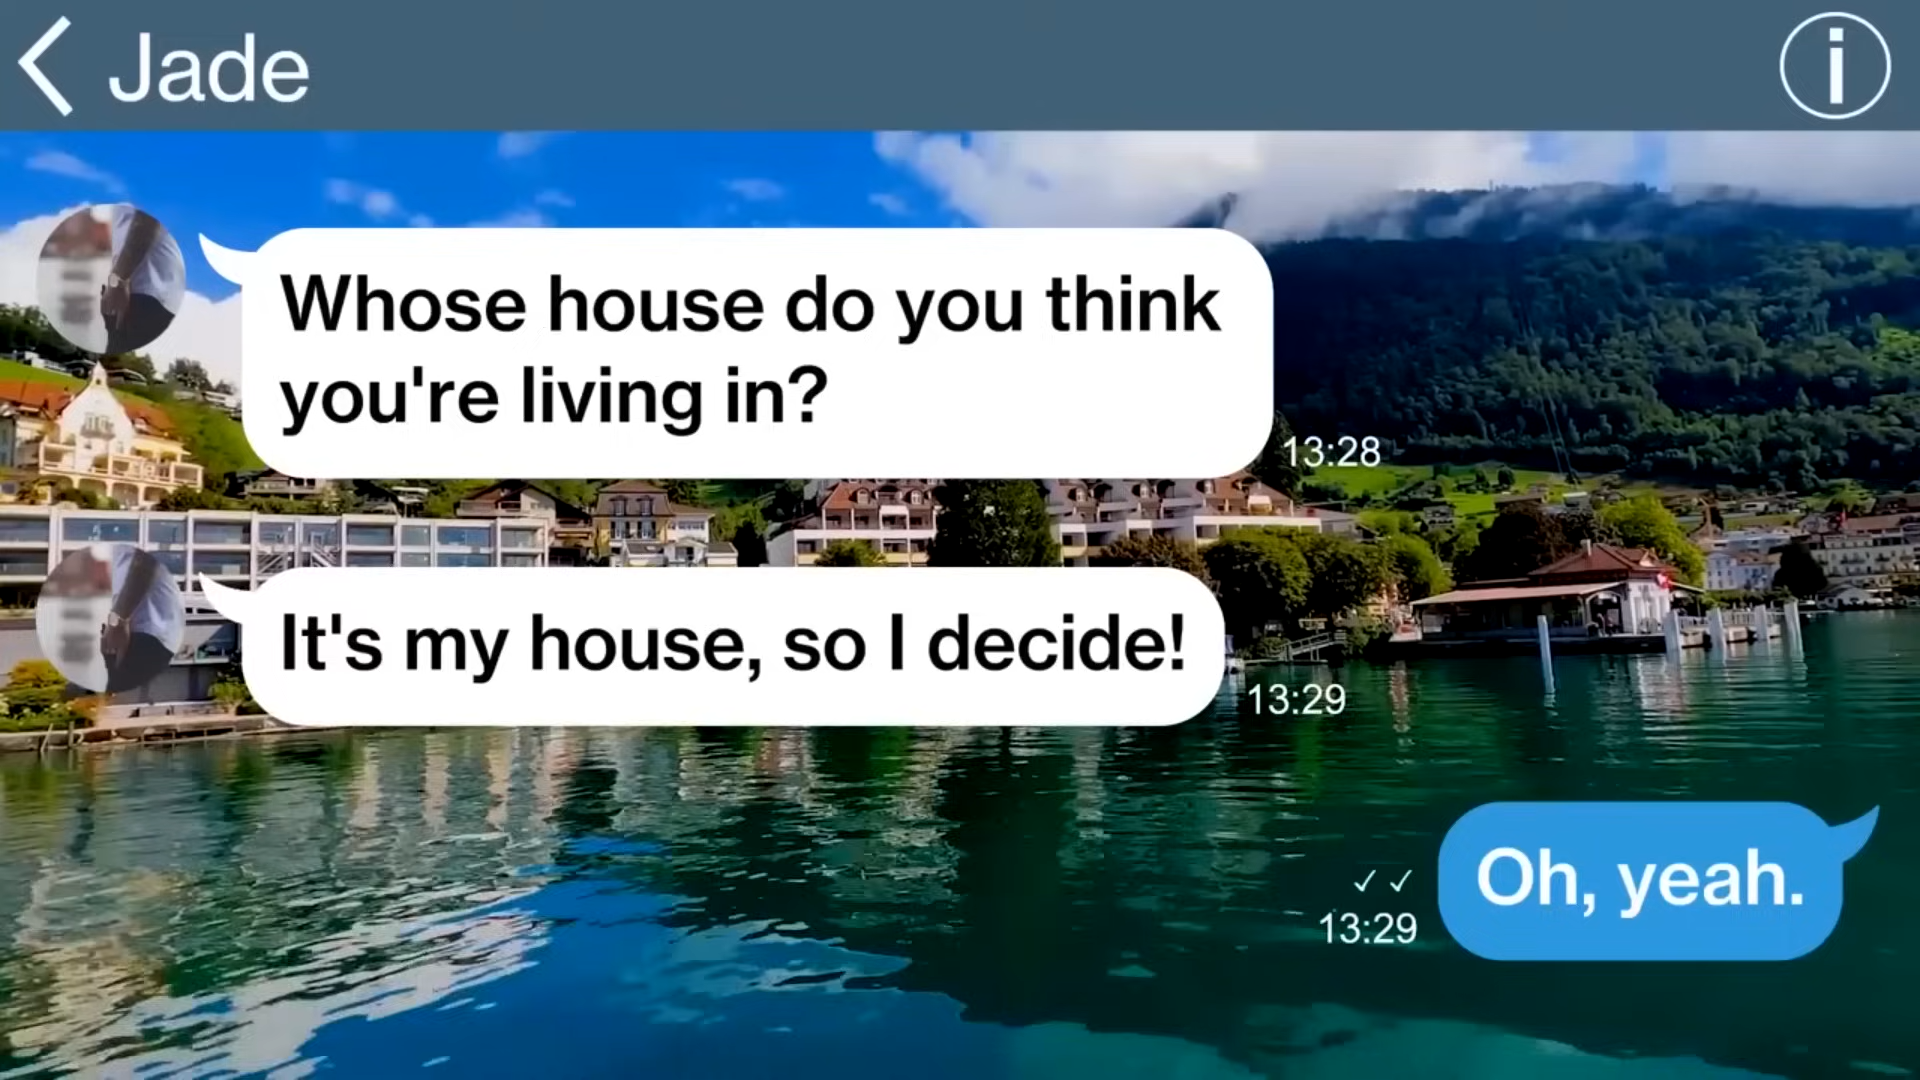 Jade
Whose house do you think
you're living in?
13:28
It's my house, so I decide!
13:29
Oh, yeah.
13:29